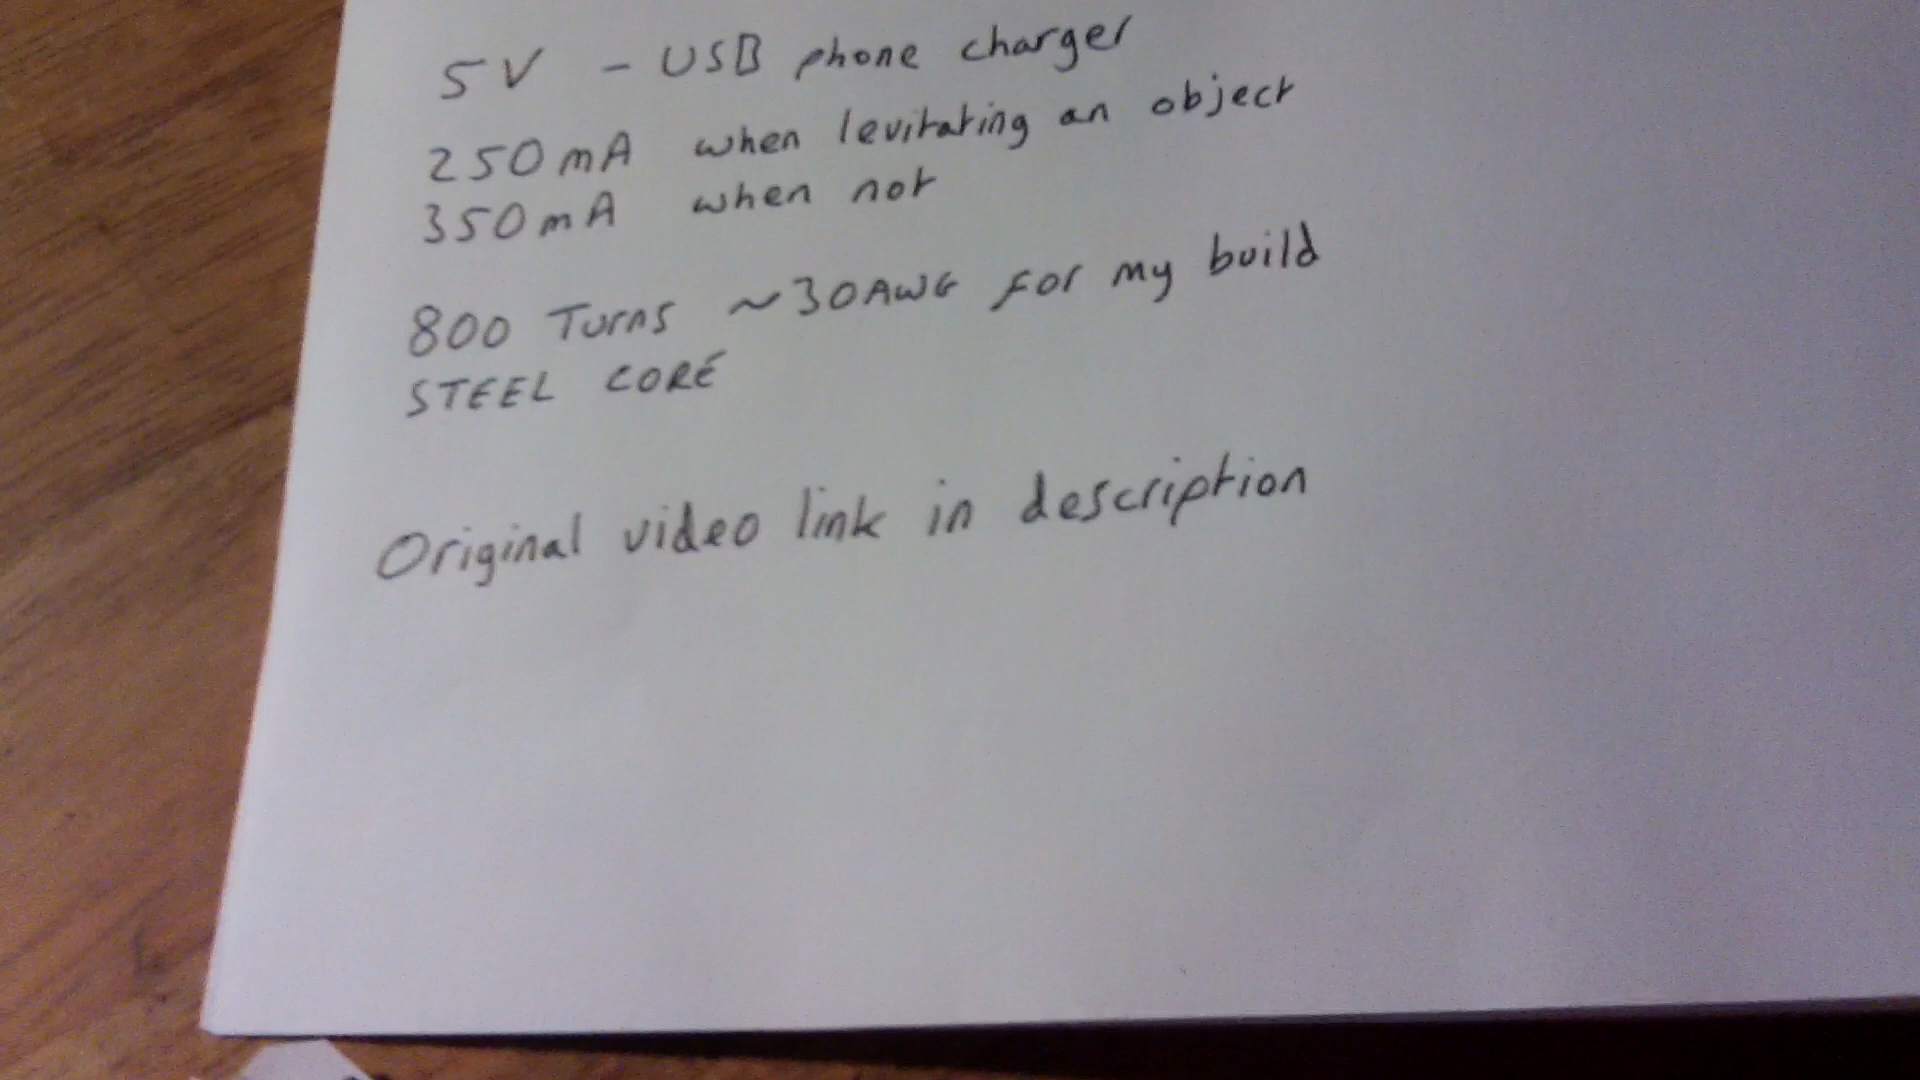 5V - USB phone charger
250mA when levitating an object
350mA when not
800 Turns ~30AWG for my build
STEEL CORE
Original video link in description